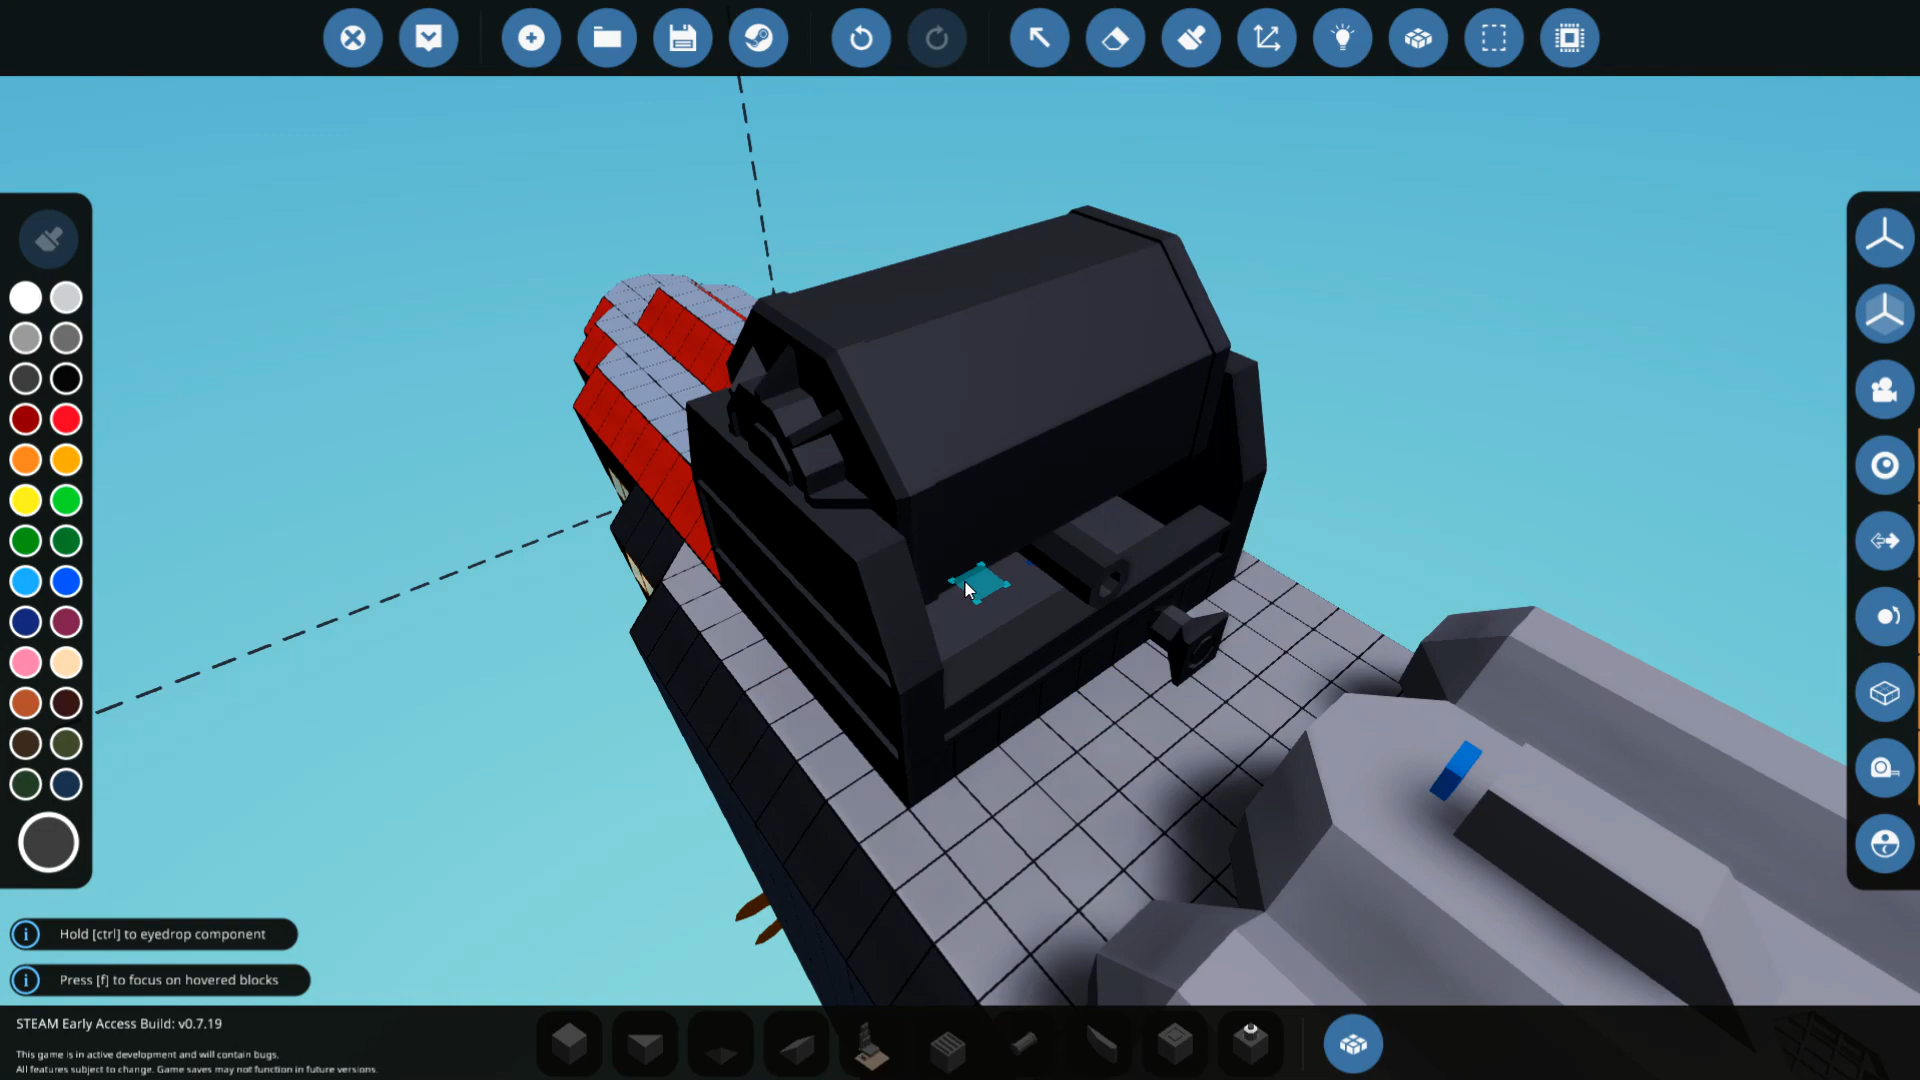 Hold [ctrl] to eyedrop component
Press [f] to focus on hovered blocks
STEAM Early Access Build: v0.7.19
This game is in active development and will contain bugs.
All features subject to change. Game saves may not function in future versions.